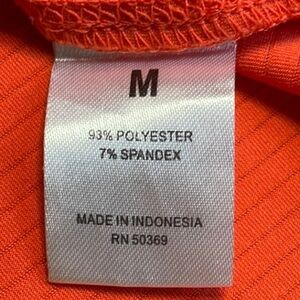 M
93% POLYESTER
7% SPANDEX
MADE IN INDONESIA
RN 50369